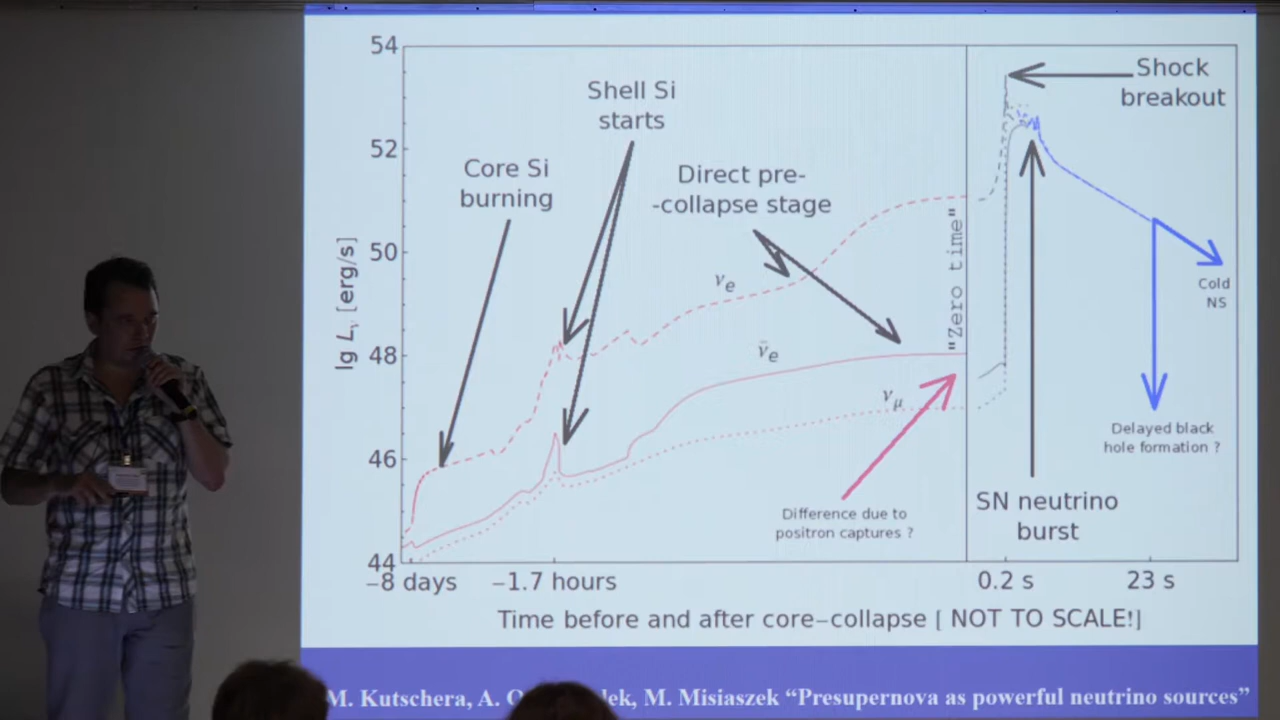 54
52
50
48
46
44
lg Lν [erg/s]
Core Si
burning
Shell Si
starts
Direct pre-
-collapse stage
νe
ν̄e
νμ
"Zero time"
Difference due to
positron captures ?
Shock
breakout
Cold
NS
Delayed black
hole formation ?
SN neutrino
burst
−8 days
−1.7 hours
0.2 s
23 s
Time before and after core−collapse [ NOT TO SCALE!]
M. Kutschera, A. M. Misiaszek “Presupernova as powerful neutrino sources”